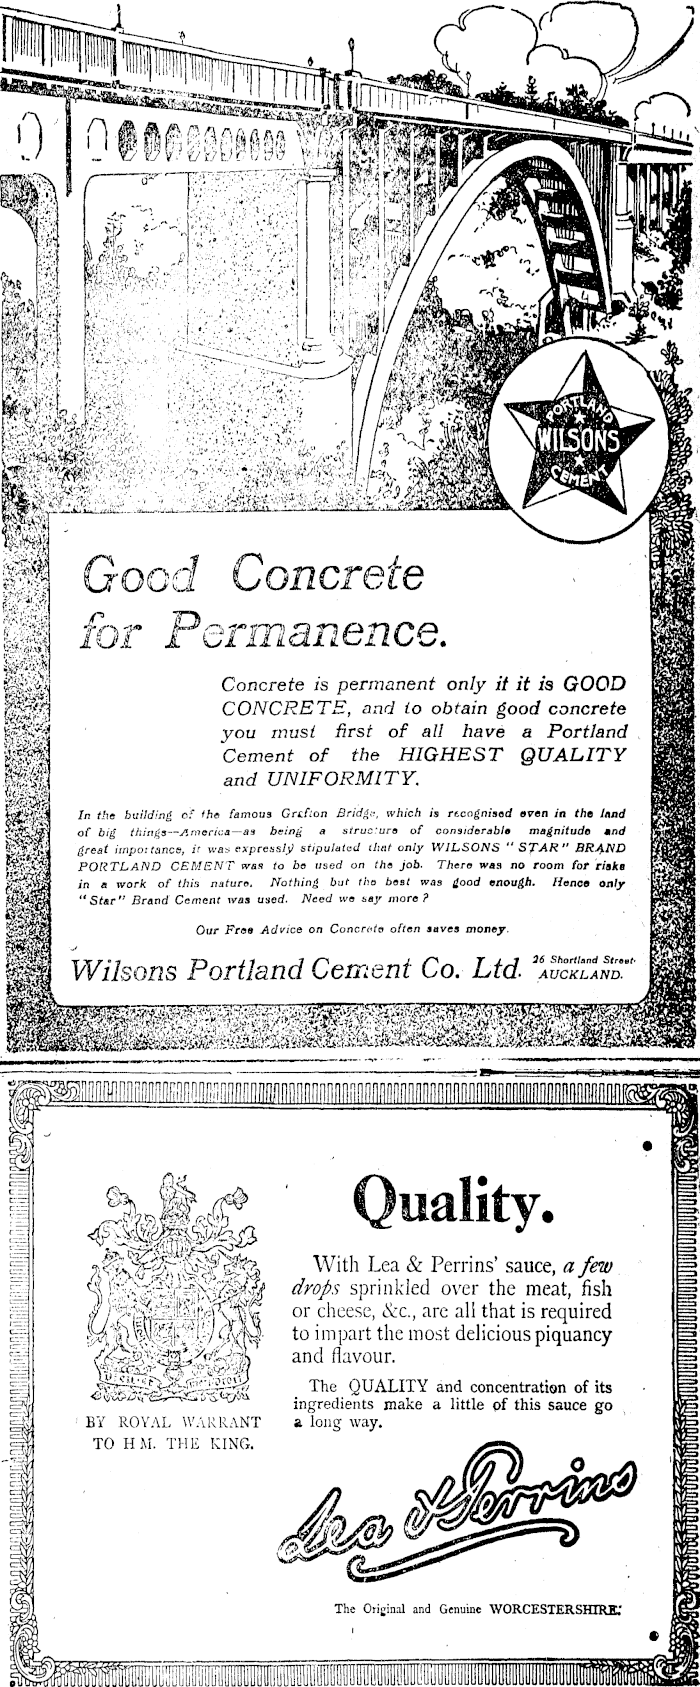 PORTLAND
WILSONS
CEMENT
Good Concrete
for Permanence.
Concrete is permanent only if it is GOOD
CONCRETE, and to obtain good concrete
you must first of all have a Portland
Cement of the HIGHEST QUALITY
and UNIFORMITY.
In the building of the famous Grafton Bridge, which is recognised even in the land
of big things—America—as being a structure of considerable magnitude and
great importance, it was expressly stipulated that only WILSONS "STAR" BRAND
PORTLAND CEMENT was to be used on the job. There was no room for risks
in a work of this nature. Nothing but the best was good enough. Hence only
"Star" Brand Cement was used. Need we say more?
Our Free Advice on Concrete often saves money.
Wilsons Portland Cement Co. Ltd. 26 Shortland Street,
AUCKLAND.
Quality.
With Lea & Perrins' sauce, a few
drops sprinkled over the meat, fish
or cheese, &c., are all that is required
to impart the most delicious piquancy
and flavour.
The QUALITY and concentration of its
ingredients make a little of this sauce go
a long way.
BY ROYAL WARRANT
TO H.M. THE KING.
Lea & Perrins
The Original and Genuine WORCESTERSHIRE.